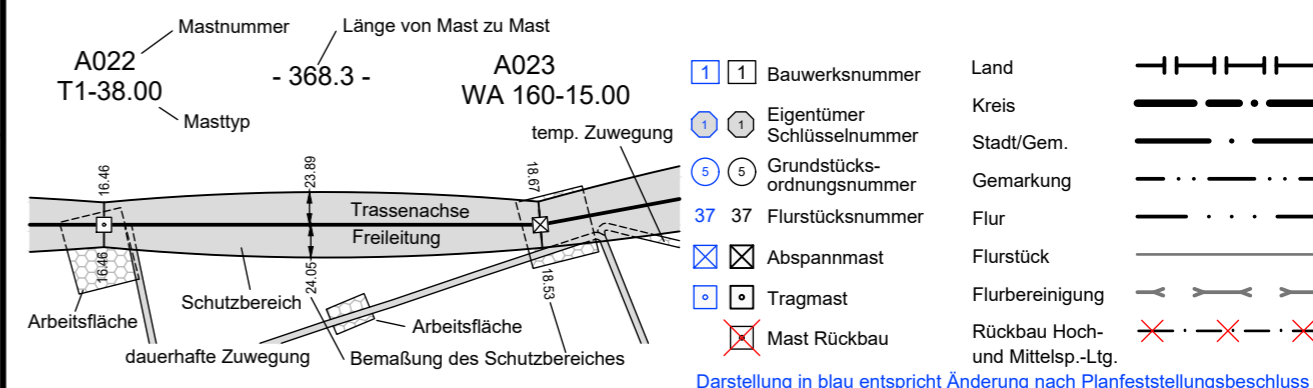 Mastnummer
Länge von Mast zu Mast
A022
T1-38.00
- 368.3 -
A023
WA 160-15.00
Masttyp
temp. Zuwegung
16.46
23.89
18.67
Trassenachse
Freileitung
16.46
24.05
18.53
Schutzbereich
Arbeitsfläche
Arbeitsfläche
dauerhafte Zuwegung
Bemaßung des Schutzbereiches
1 1 Bauwerksnummer
1 1 Eigentümer
Schlüsselnummer
5 5 Grundstücks-
ordnungsnummer
37 37 Flurstücksnummer
Abspannmast
Tragmast
Mast Rückbau
Land
Kreis
Stadt/Gem.
Gemarkung
Flur
Flurstück
Flurbereinigung
Rückbau Hoch-
und Mittelsp.-Ltg.
Darstellung in blau entspricht Änderung nach Planfeststellungsbeschluss